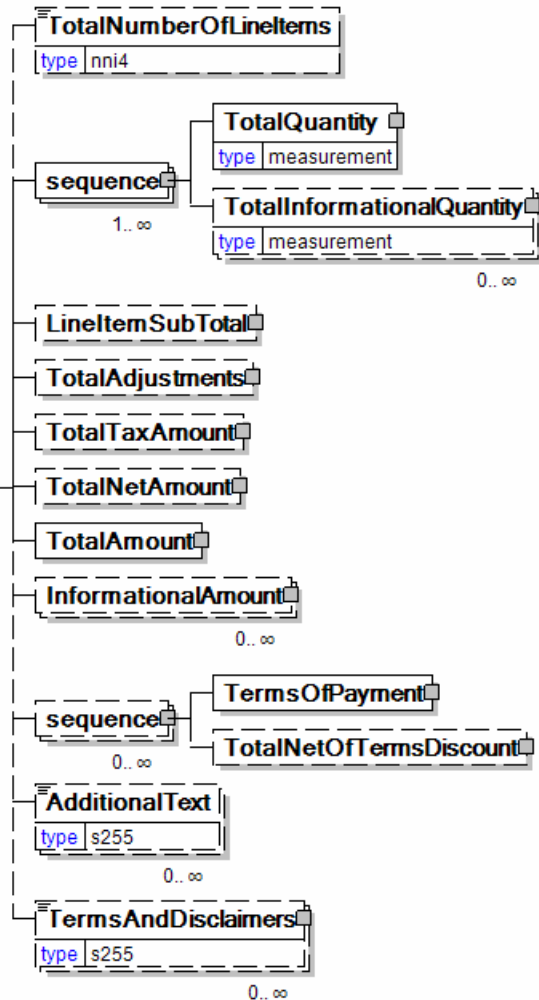 TotalNumberOfLineItems
type nni4
TotalQuantity
type measurement
sequence
1.. ∞
TotalInformationalQuantity
type measurement
0.. ∞
LineItemSubTotal
TotalAdjustments
TotalTaxAmount
TotalNetAmount
TotalAmount
InformationalAmount
0.. ∞
TermsOfPayment
sequence
0.. ∞
TotalNetOfTermsDiscount
AdditionalText
type s255
0.. ∞
TermsAndDisclaimers
type s255
0.. ∞